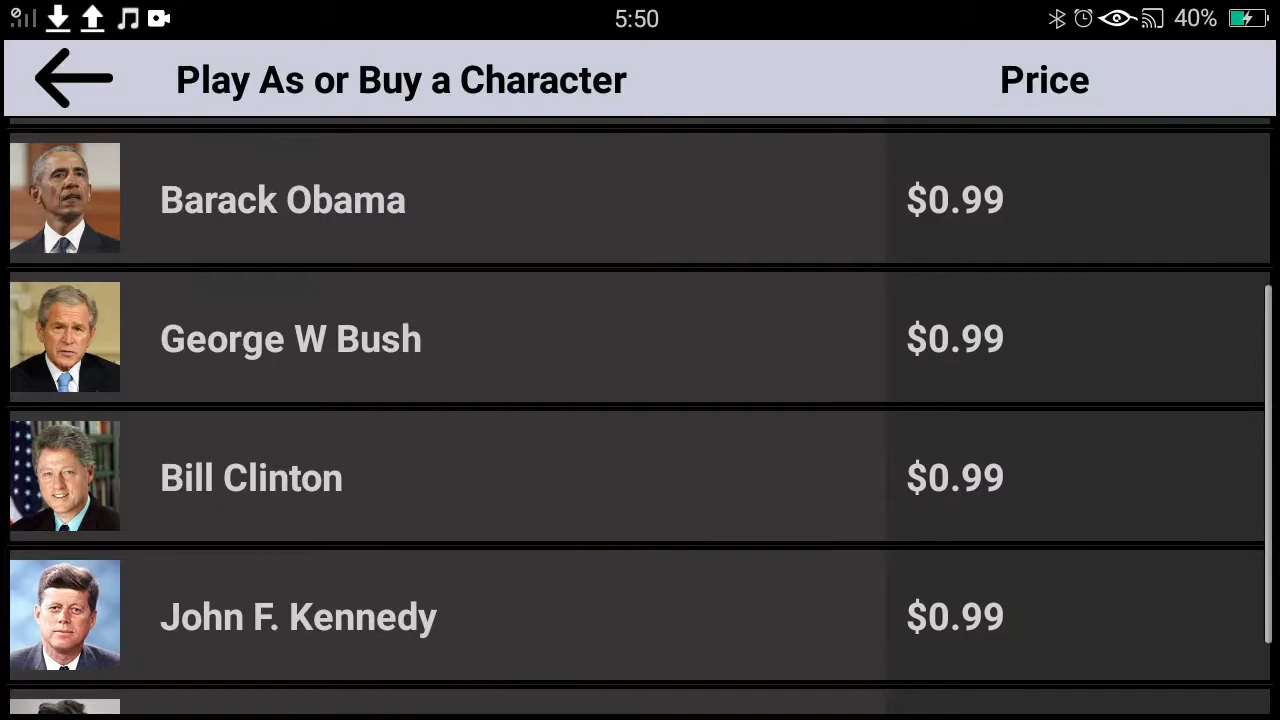 5:50
40%
Play As or Buy a Character
Price
Barack Obama
$0.99
George W Bush
$0.99
Bill Clinton
$0.99
John F. Kennedy
$0.99